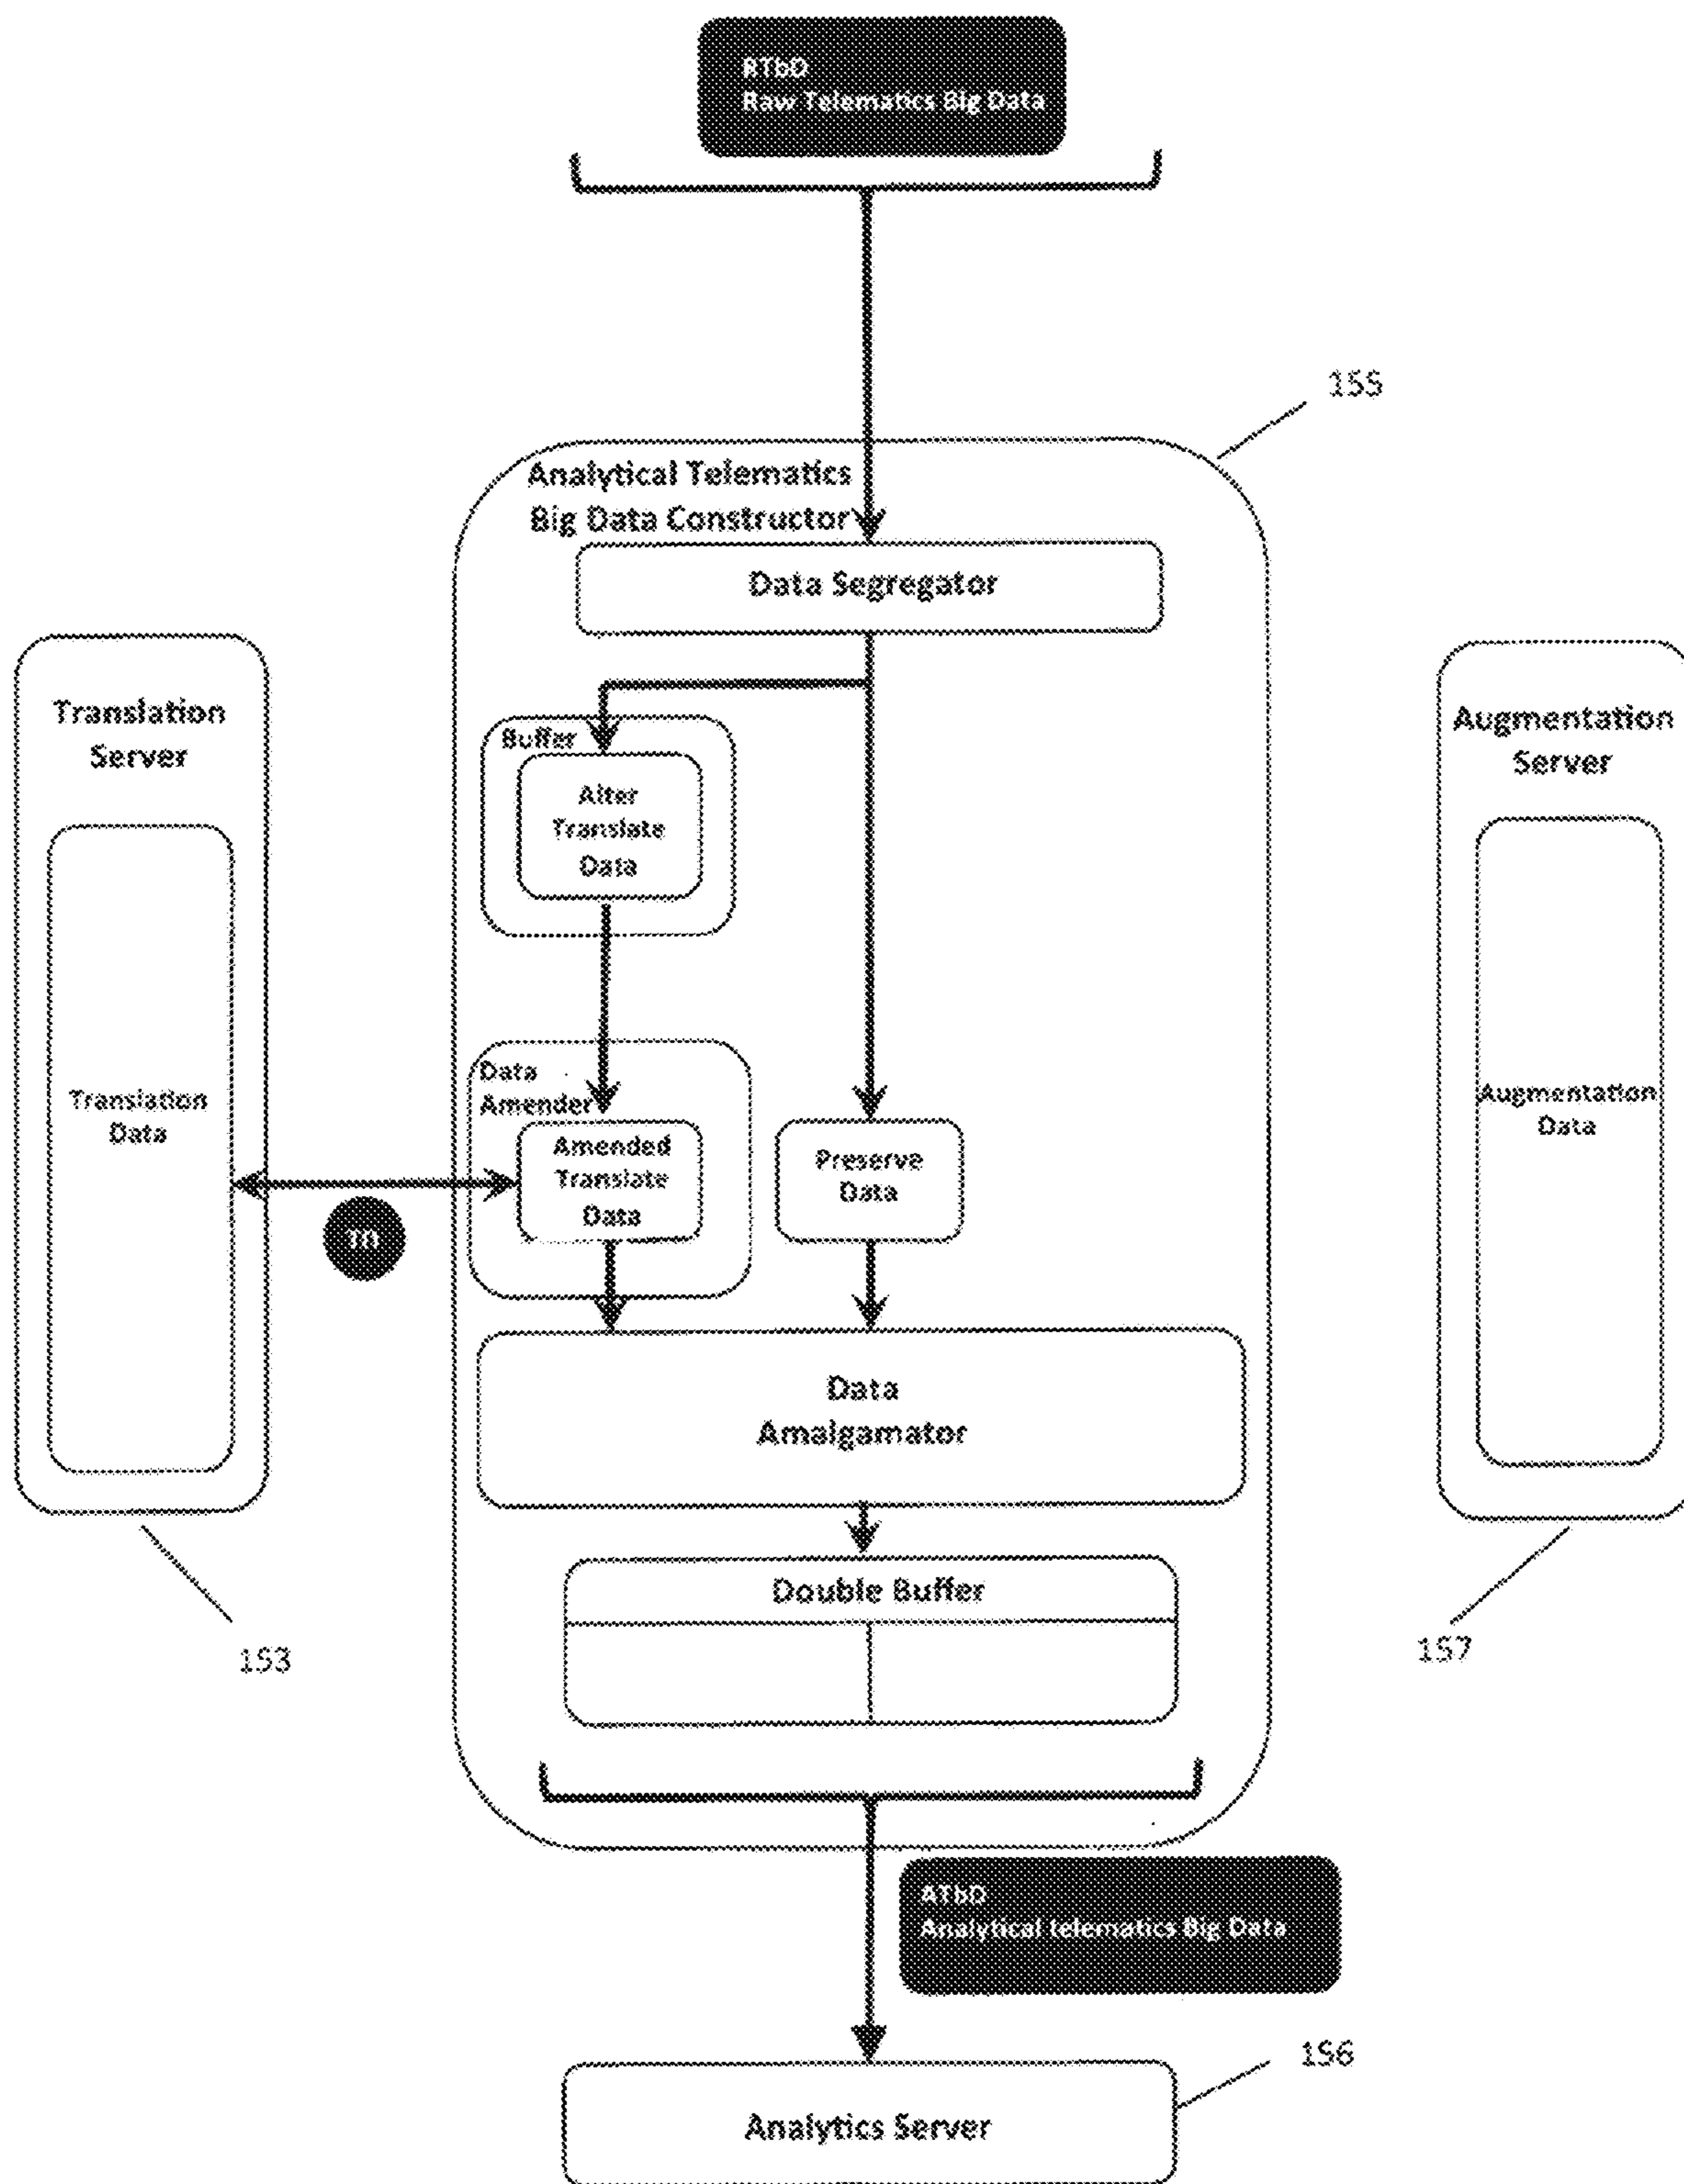 RTbD
Raw Telematics Big Data
155
Analytical Telematics
Big Data Constructor
Data Segregator
Translation
Server
Augmentation
Server
Buffer
Alter
Translate
Data
Translation
Data
Augmentation
Data
Data
Amender
Amended
Translate
Data
Preserve
Data
m
Data
Amalgamator
Double Buffer
153
157
ATbD
Analytical telematics Big Data
156
Analytics Server